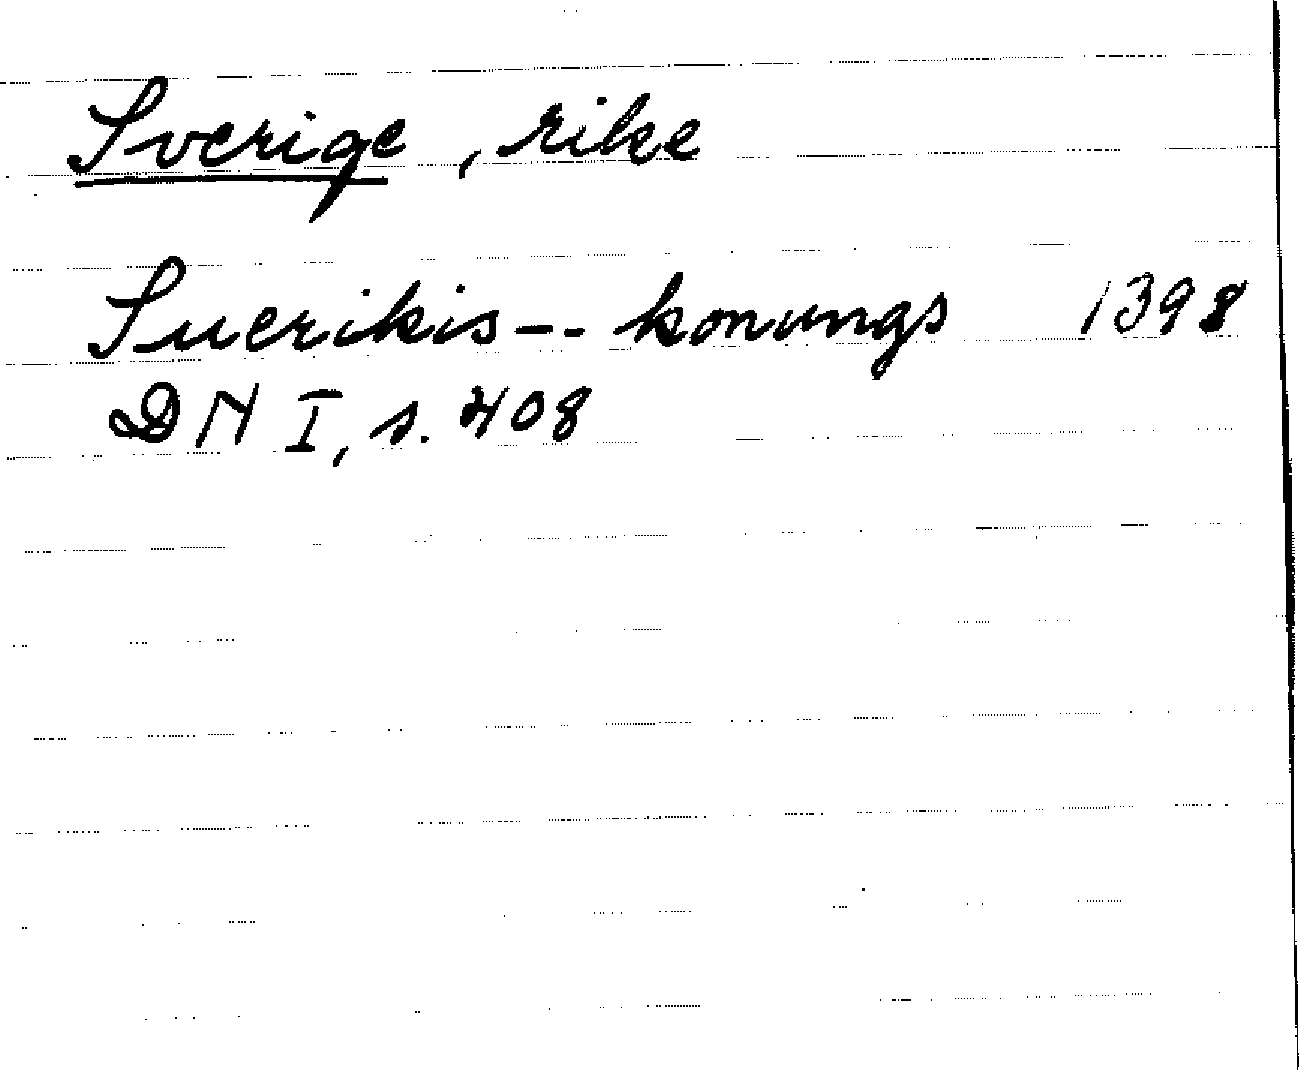 Sverige, rike
Suerikis -- konungs 1398
DN I, s. 408